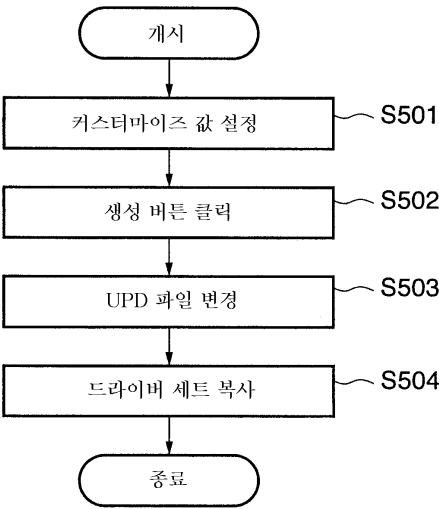 개시
커스터마이즈 값 설정
S501
생성 버튼 클릭
S502
UPD 파일 변경
S503
드라이버 세트 복사
S504
종료